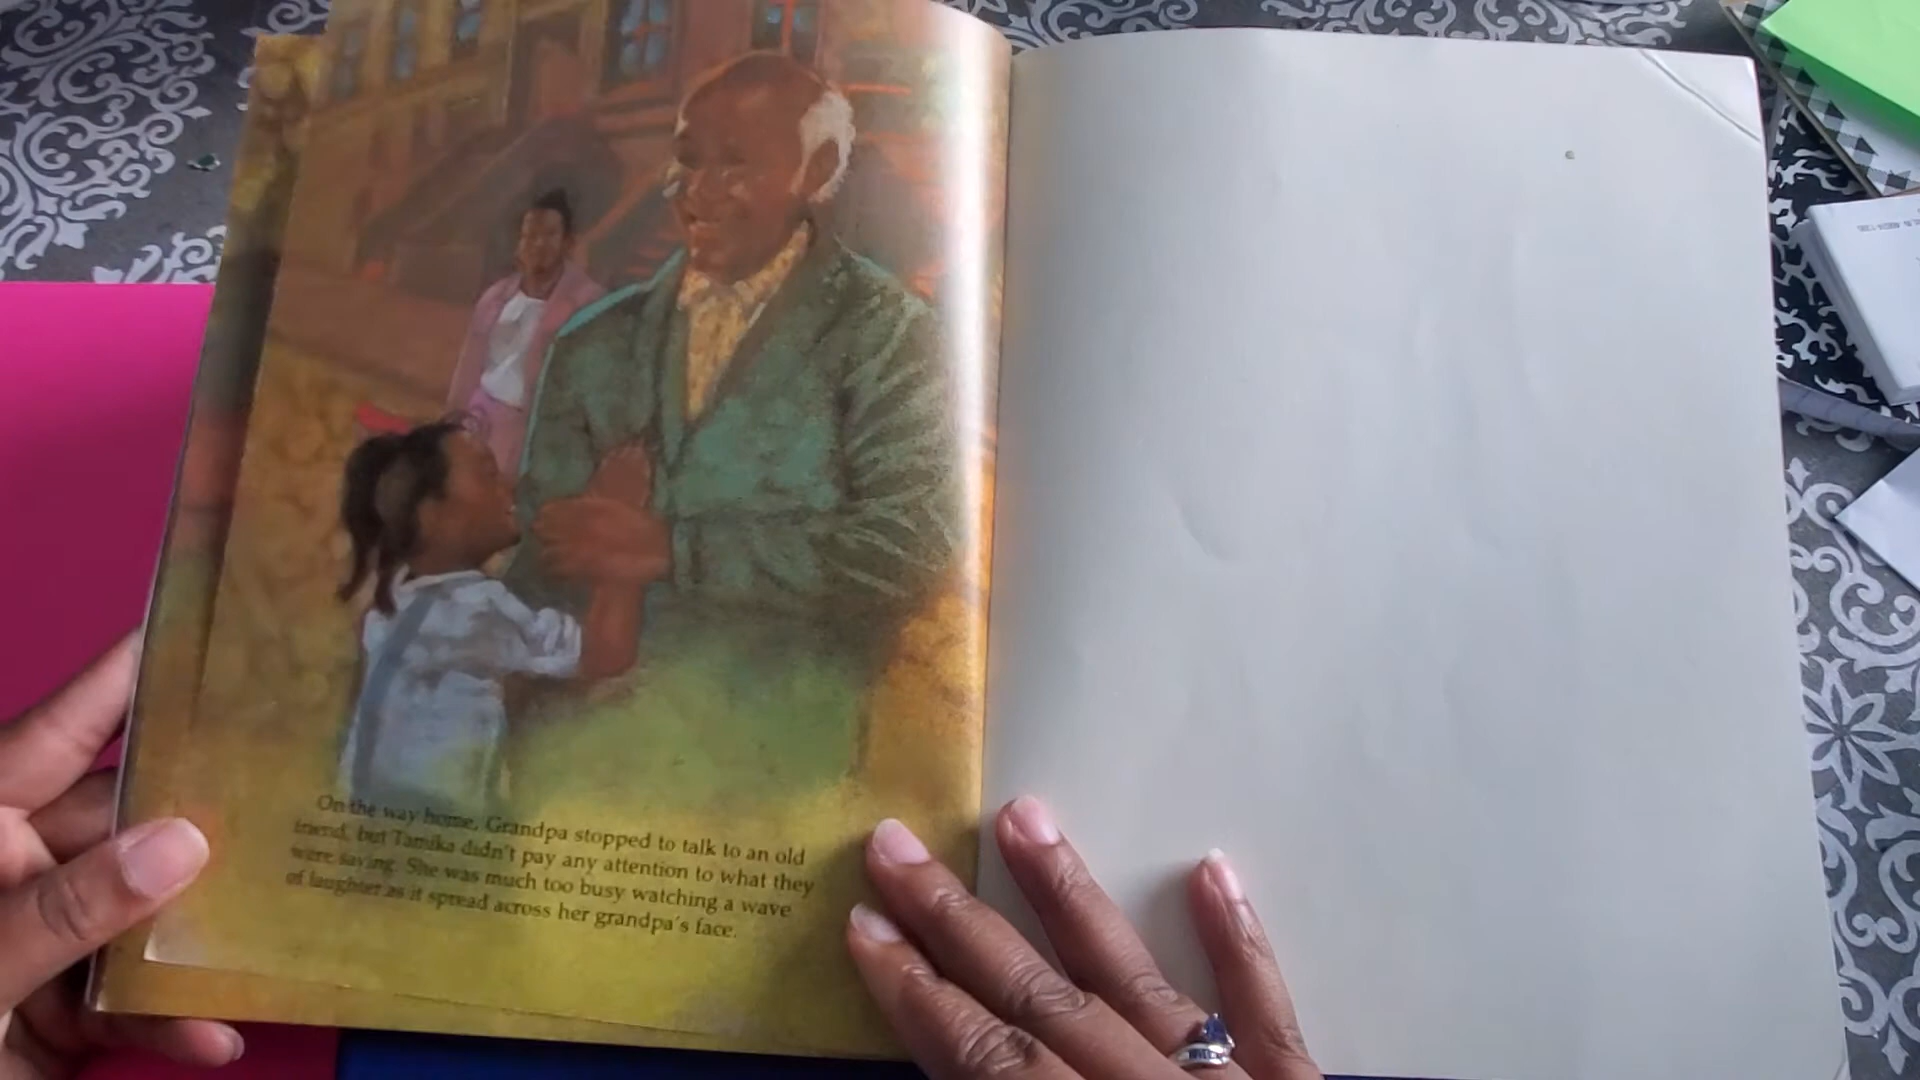 On the way home, Grandpa stopped to talk to an old
friend, but Tamika didn't pay any attention to what they
were saying. She was much too busy watching a wave
of laughter as it spread across her grandpa's face.